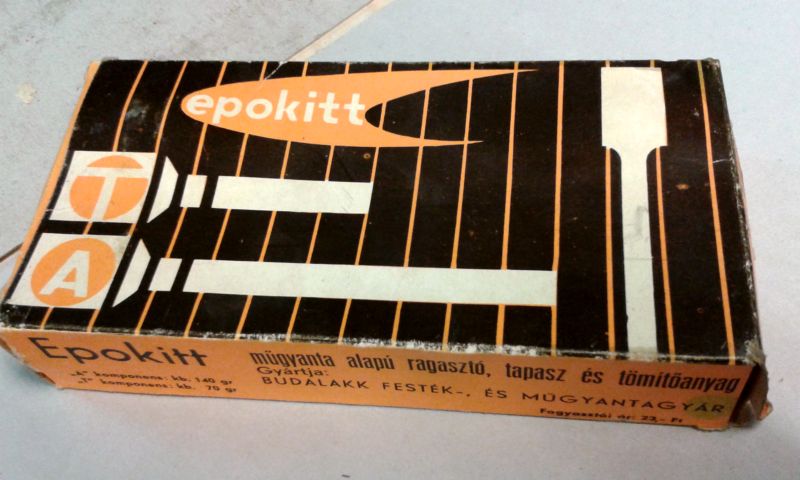 epokitt
T
A
Epokitt
műgyanta alapú ragasztó, tapasz és tömítőanyag
„A" komponens: kb. 140 gr
„T" komponens: kb. 70 gr
Gyártja:
BUDALAKK FESTÉK-, ÉS MŰGYANTAGYÁR
Fogyasztói ár: 23,- Ft